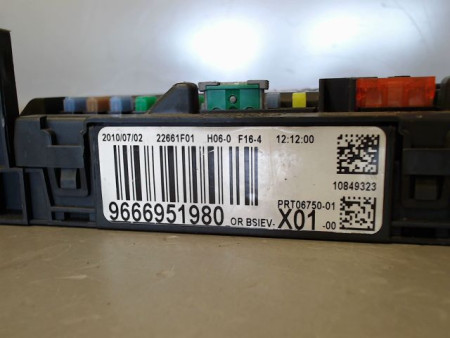 2010/07/02 22661F01 H06-0 F16-4 12:12:00
10849323
PRT06750-01
9666951980 OR BSIEV- X01 -00